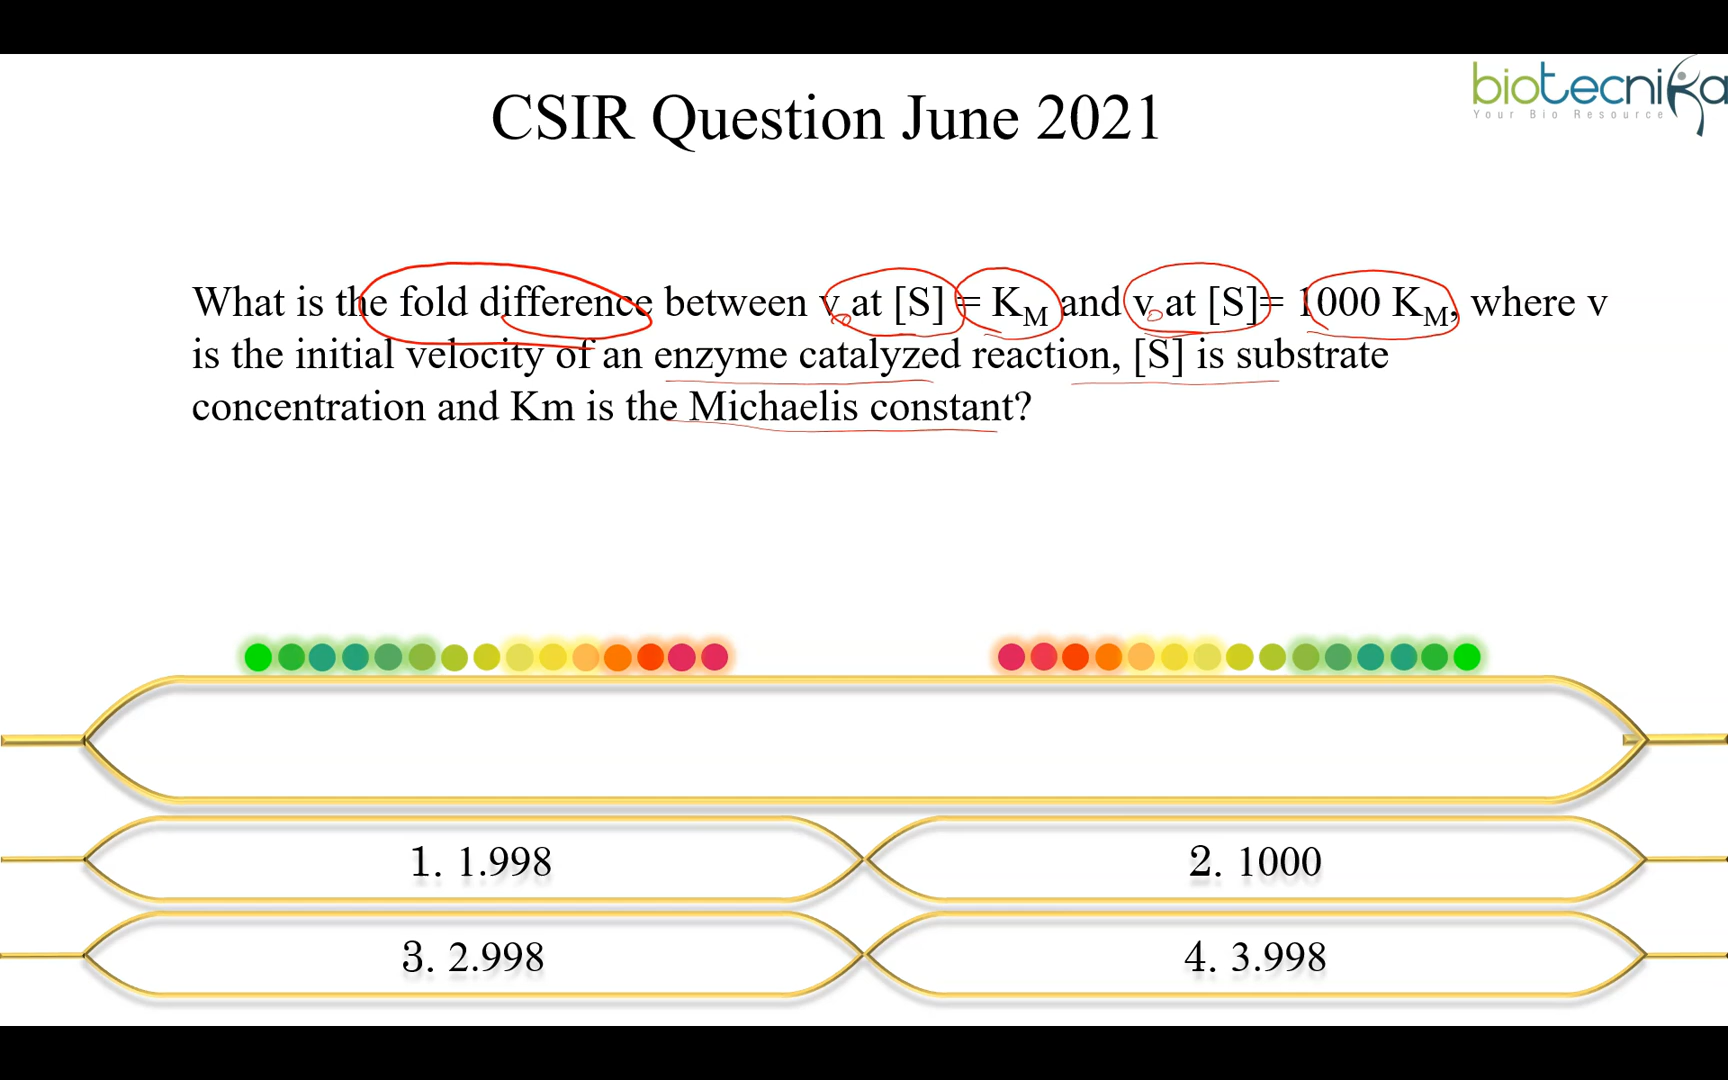 biotecnika
Your Bio Resource
CSIR Question June 2021
What is the fold difference between vo at [S] = KM and vo at [S]= 1000 KM, where v
is the initial velocity of an enzyme catalyzed reaction, [S] is substrate
concentration and Km is the Michaelis constant?
1. 1.998
2. 1000
3. 2.998
4. 3.998